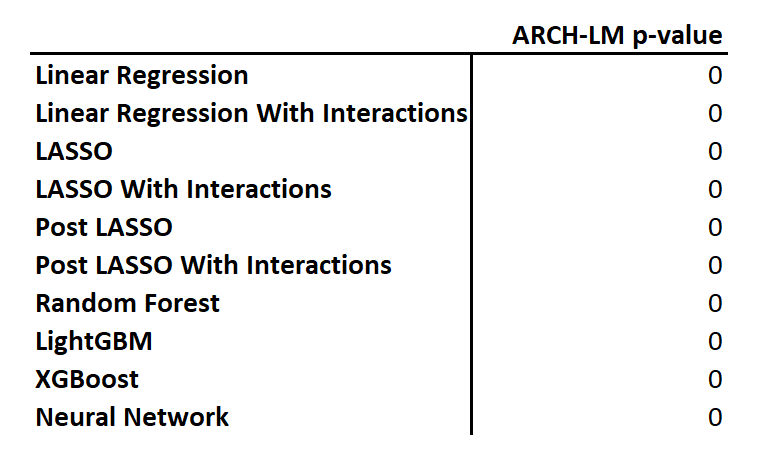 ARCH-LM p-value
Linear Regression 0
Linear Regression With Interactions 0
LASSO 0
LASSO With Interactions 0
Post LASSO 0
Post LASSO With Interactions 0
Random Forest 0
LightGBM 0
XGBoost 0
Neural Network 0